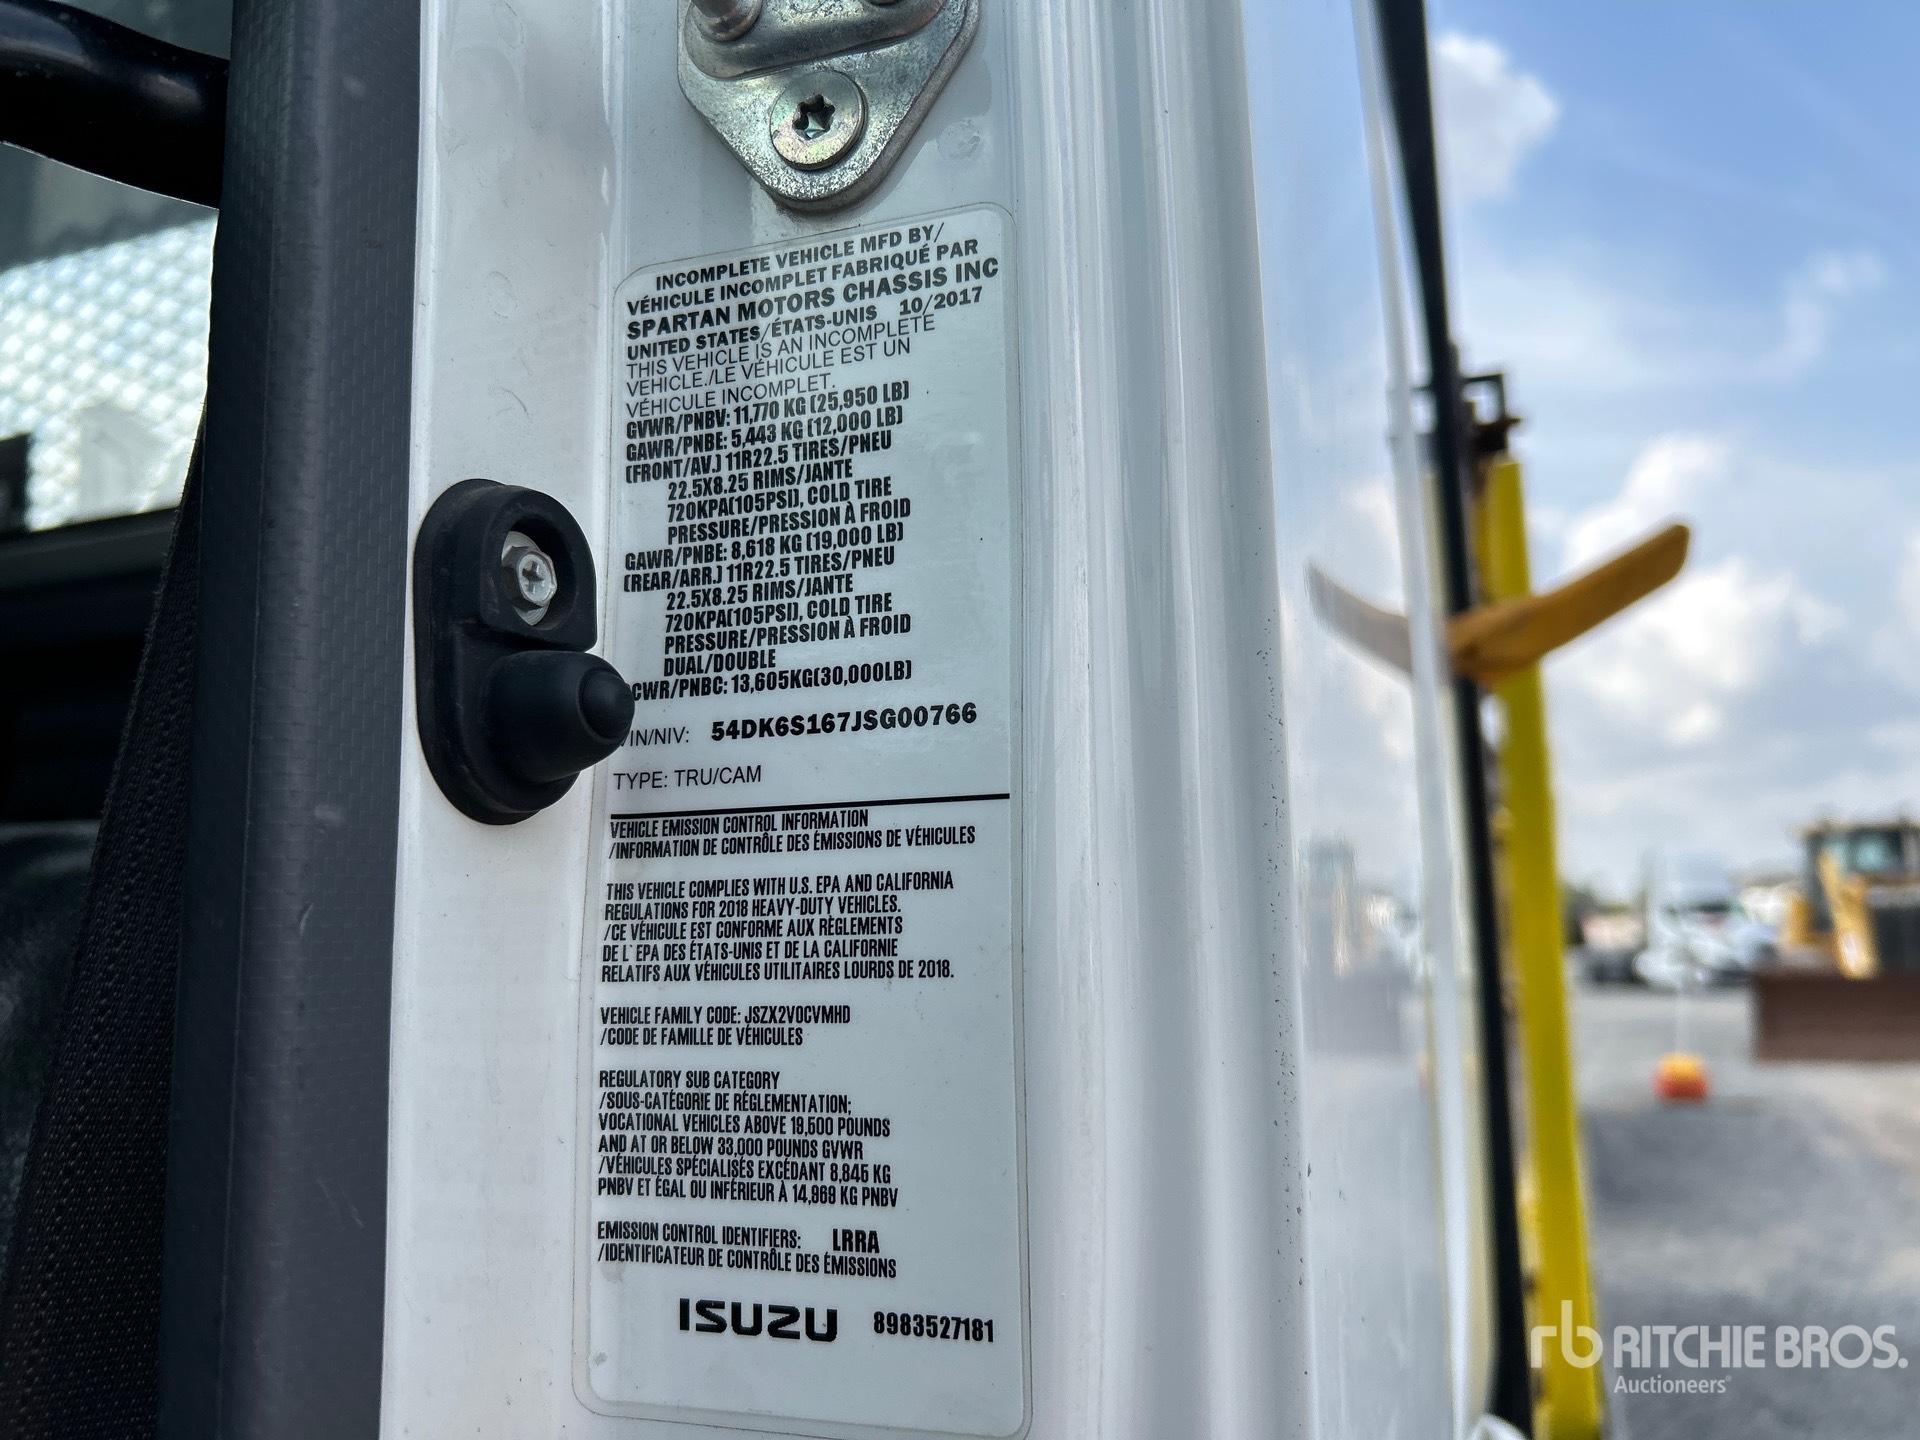 INCOMPLETE VEHICLE MFD BY/
VÉHICULE INCOMPLET FABRIQUÉ PAR
SPARTAN MOTORS CHASSIS INC
UNITED STATES/ÉTATS-UNIS 10/2017
THIS VEHICLE IS AN INCOMPLETE
VEHICLE./LE VÉHICULE EST UN
VÉHICULE INCOMPLET.
GVWR/PNBV: 11,770 KG (25,950 LB)
GAWR/PNBE: 5,443 KG (12,000 LB)
(FRONT/AV.) 11R22.5 TIRES/PNEU
22.5X8.25 RIMS/JANTE
720KPA(105PSI), COLD TIRE
PRESSURE/PRESSION À FROID
GAWR/PNBE: 8,618 KG (19,000 LB)
(REAR/ARR.) 11R22.5 TIRES/PNEU
22.5X8.25 RIMS/JANTE
720KPA(105PSI), COLD TIRE
PRESSURE/PRESSION À FROID
DUAL/DOUBLE
CWR/PNBC: 13,605KG(30,000LB)
VIN/NIV: 54DK6S167JSG00766
TYPE: TRU/CAM
VEHICLE EMISSION CONTROL INFORMATION
/INFORMATION DE CONTRÔLE DES ÉMISSIONS DE VÉHICULES
THIS VEHICLE COMPLIES WITH U.S. EPA AND CALIFORNIA
REGULATIONS FOR 2018 HEAVY-DUTY VEHICLES.
/CE VÉHICULE EST CONFORME AUX RÈGLEMENTS
DE L' EPA DES ÉTATS-UNIS ET DE LA CALIFORNIE
RELATIFS AUX VÉHICULES UTILITAIRES LOURDS DE 2018.
VEHICLE FAMILY CODE: JSZX2VOCVMHD
/CODE DE FAMILLE DE VÉHICULES
REGULATORY SUB CATEGORY
/SOUS-CATÉGORIE DE RÉGLEMENTATION;
VOCATIONAL VEHICLES ABOVE 19,500 POUNDS
AND AT OR BELOW 33,000 POUNDS GVWR
/VÉHICULES SPÉCIALISÉS EXCÉDANT 8,845 KG
PNBV ET ÉGAL OU INFÉRIEUR À 14,969 KG PNBV
EMISSION CONTROL IDENTIFIERS: LRRA
/IDENTIFICATEUR DE CONTRÔLE DES ÉMISSIONS
ISUZU 8983527181
rb RITCHIE BROS.
Auctioneers